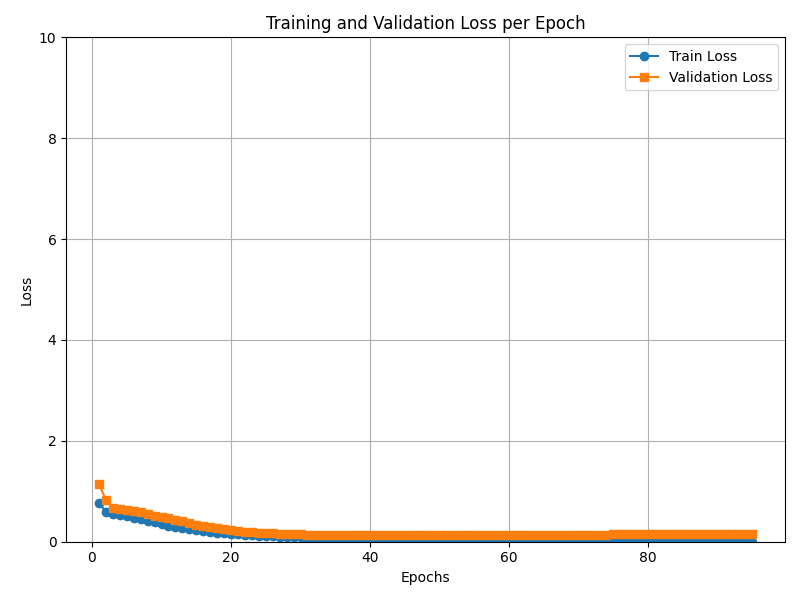 Training and Validation Loss per Epoch
10
Train Loss
Validation Loss
8
6
Loss
4
2
0
0 20 40 60 80
Epochs